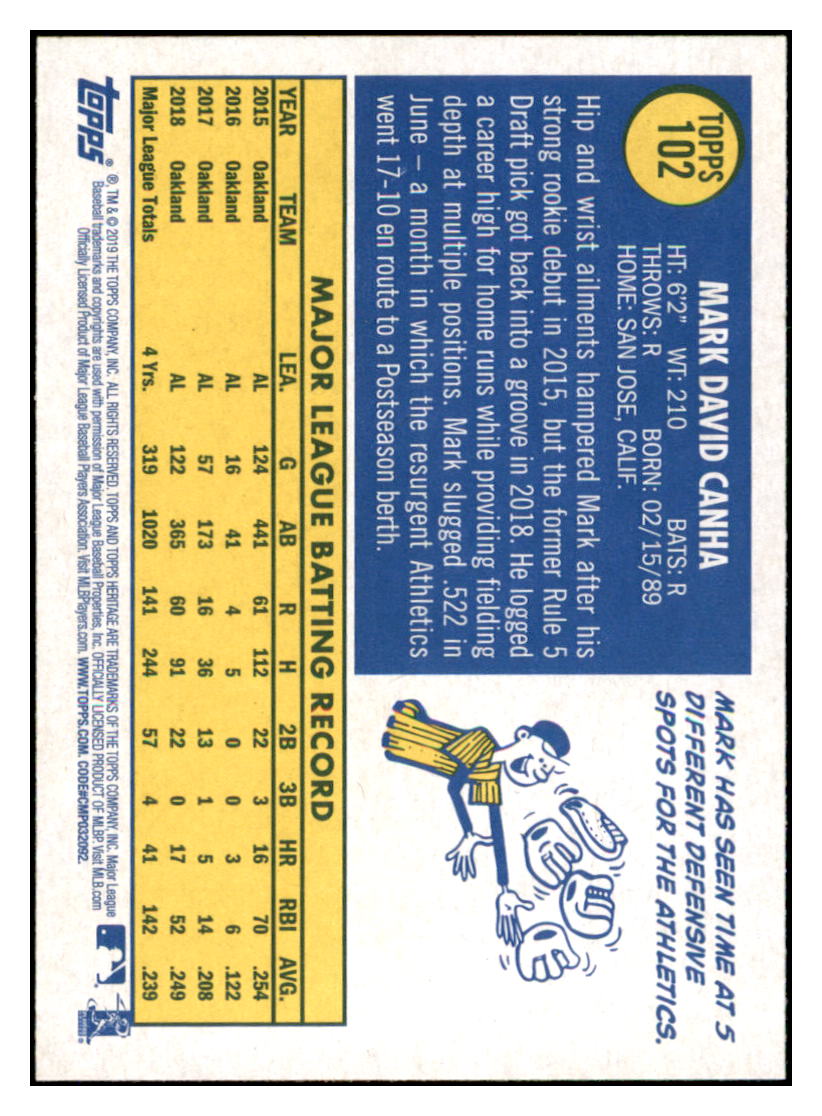 TOPPS
102
MARK DAVID CANHA
HT: 6'2" WT: 210 BATS: R
THROWS: R BORN: 02/15/89
HOME: SAN JOSE, CALIF.
Hip and wrist ailments hampered Mark after his
strong rookie debut in 2015, but the former Rule 5
Draft pick got back into a groove in 2018. He logged
a career high for home runs while providing fielding
depth at multiple positions. Mark slugged .522 in
June – a month in which the resurgent Athletics
went 17-10 en route to a Postseason berth.
MARK HAS SEEN TIME AT 5
DIFFERENT DEFENSIVE
SPOTS FOR THE ATHLETICS.
MAJOR LEAGUE BATTING RECORD
YEAR TEAM LEA. G AB R H 2B 3B HR RBI AVG.
2015 Oakland AL 124 441 61 112 22 3 16 70 .254
2016 Oakland AL 16 41 4 5 0 0 3 6 .122
2017 Oakland AL 57 173 16 36 13 1 5 14 .208
2018 Oakland AL 122 365 60 91 22 0 17 52 .249
Major League Totals 4 Yrs. 319 1020 141 244 57 4 41 142 .239
topps®
®, TM & © 2019 THE TOPPS COMPANY, INC. ALL RIGHTS RESERVED. TOPPS AND TOPPS HERITAGE ARE TRADEMARKS OF THE TOPPS COMPANY, INC. Major League
Baseball trademarks and copyrights are used with permission of Major League Baseball Properties, Inc. OFFICIALLY LICENSED PRODUCT OF MLBP. Visit MLB.com
Officially Licensed Product of Major League Baseball Players Association. Visit MLBPlayers.com. WWW.TOPPS.COM. CODE#CMP032092.